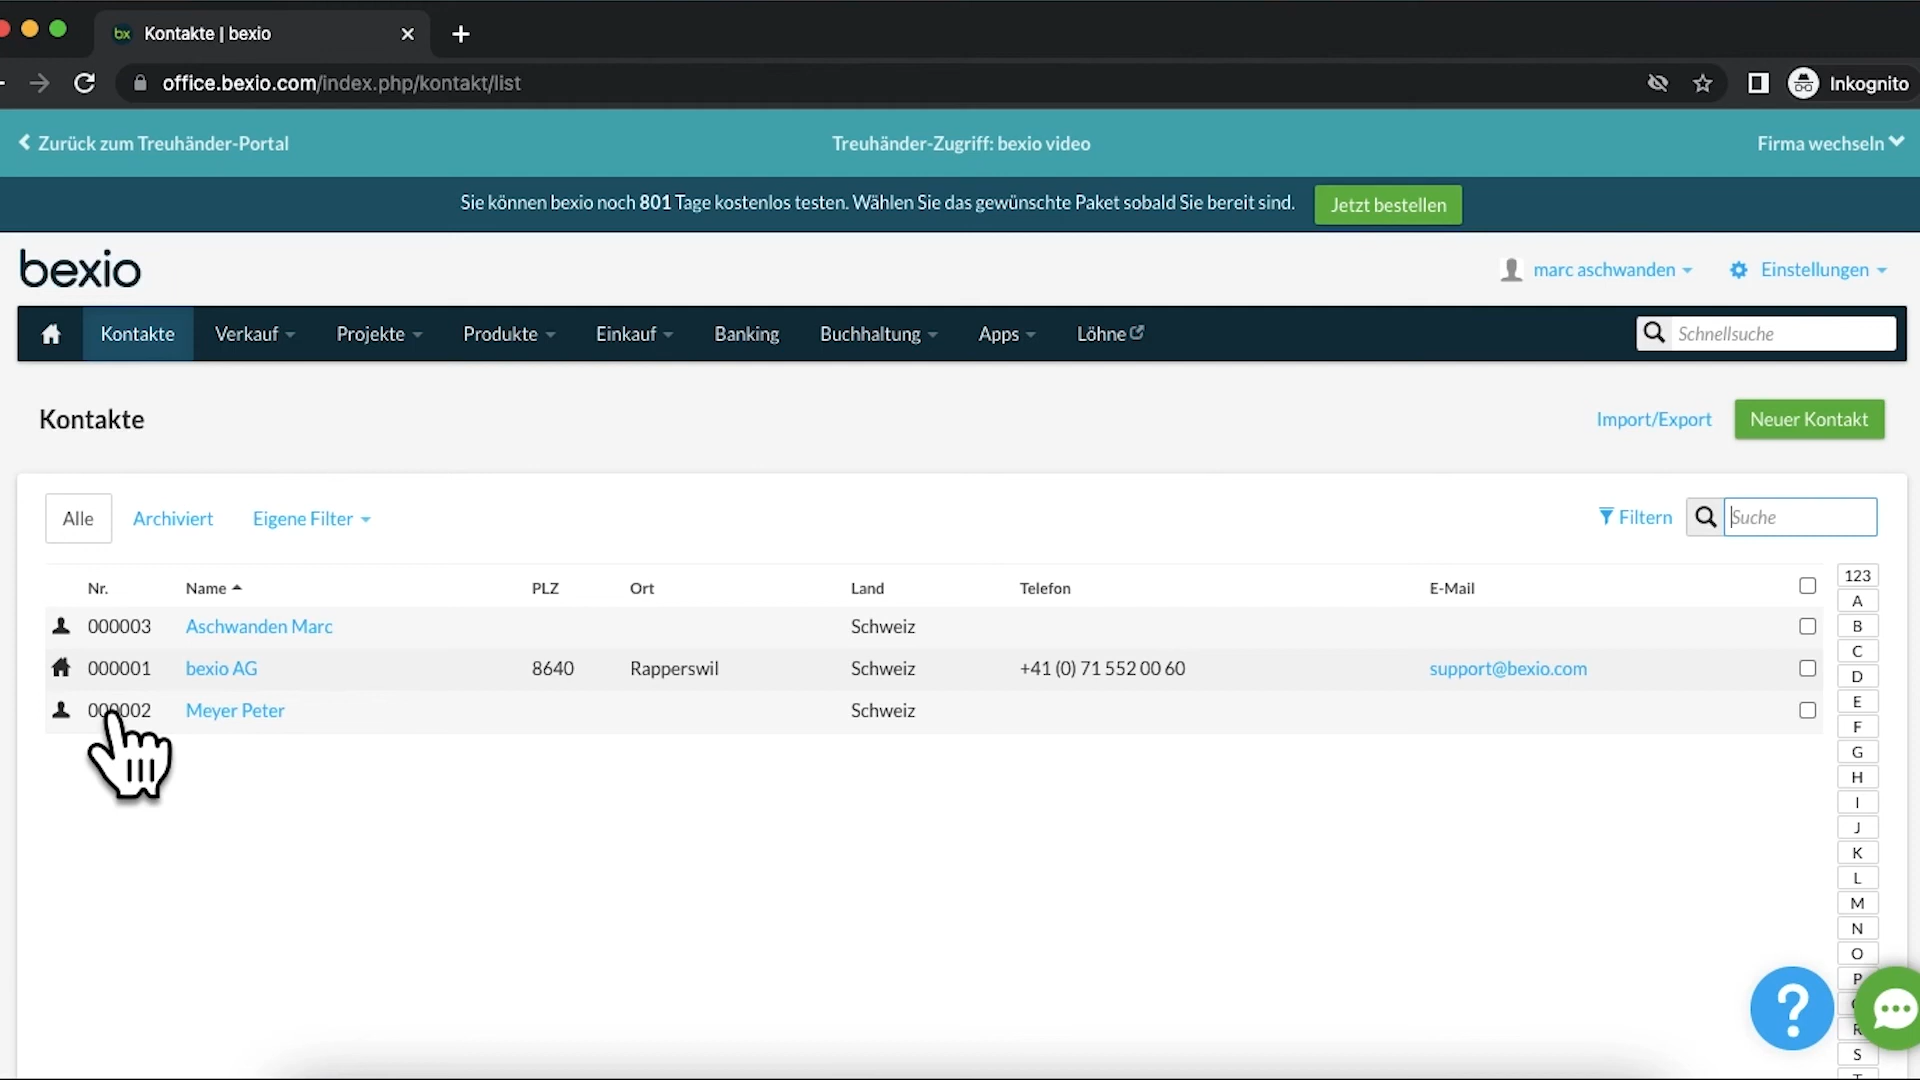 bx Kontakte | bexio
office.bexio.com/index.php/kontakt/list Inkognito
Zurück zum Treuhänder-Portal Treuhänder-Zugriff: bexio video Firma wechseln
Sie können bexio noch 801 Tage kostenlos testen. Wählen Sie das gewünschte Paket sobald Sie bereit sind. Jetzt bestellen
bexio marc aschwanden Einstellungen
Kontakte Verkauf Projekte Produkte Einkauf Banking Buchhaltung Apps Löhne Schnellsuche
Kontakte Import/Export Neuer Kontakt
Alle Archiviert Eigene Filter Filtern Suche
Nr. Name PLZ Ort Land Telefon E-Mail
000003 Aschwanden Marc Schweiz
000001 bexio AG 8640 Rapperswil Schweiz +41 (0) 71 552 00 60 support@bexio.com
000002 Meyer Peter Schweiz
123
A
B
C
D
E
F
G
H
I
J
K
L
M
N
O
P
R
S
?